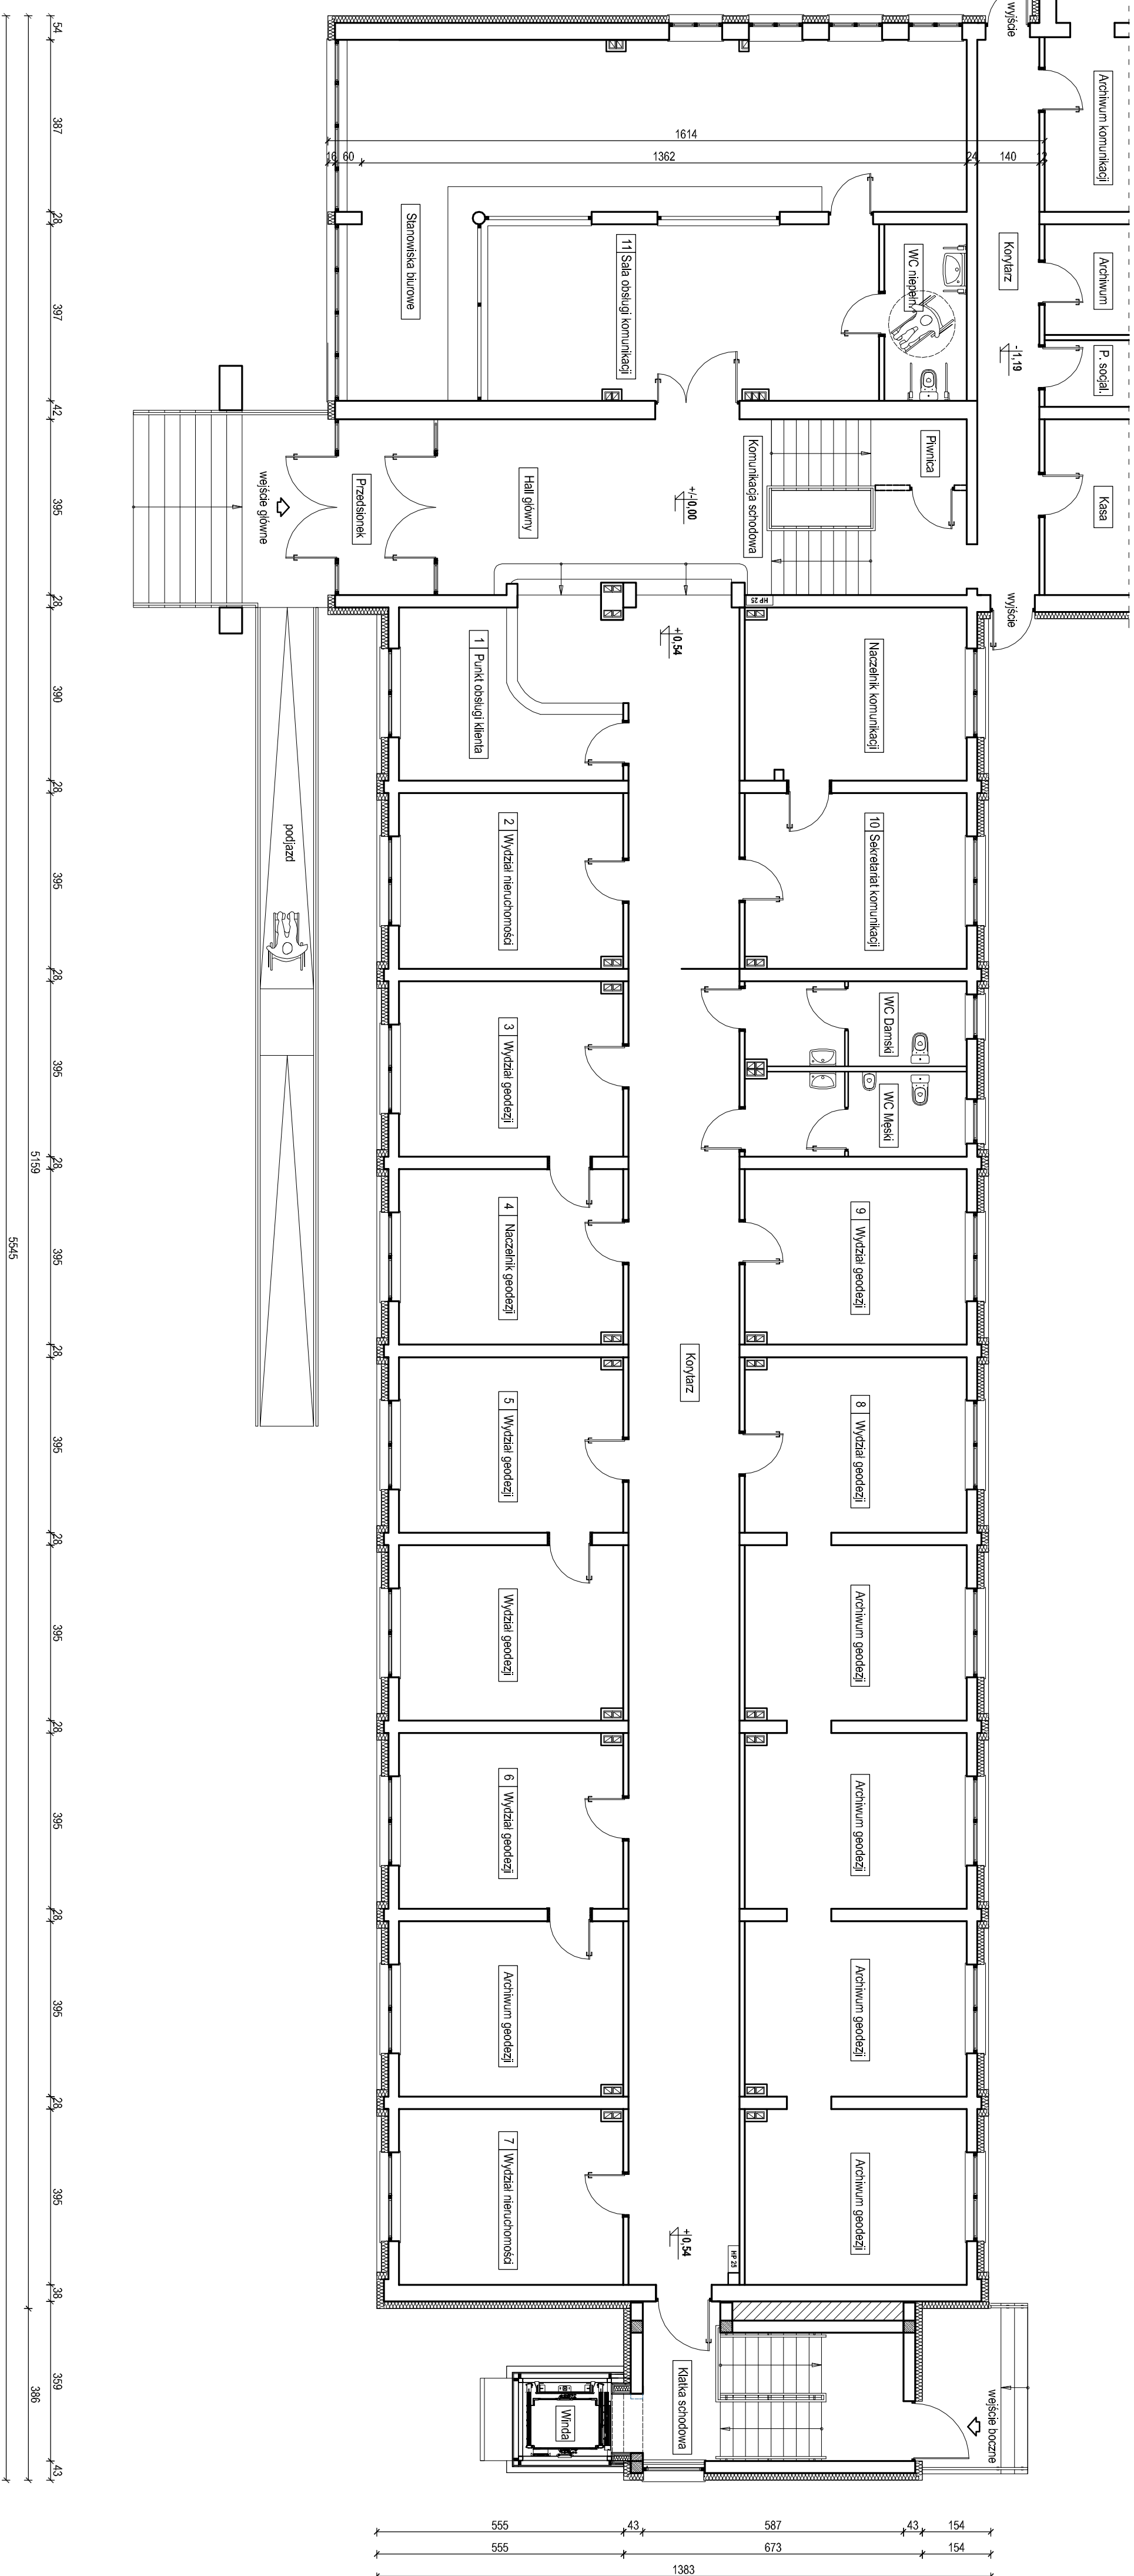 wyjście
Archiwum komunikacji
Archiwum
Korytarz
P. socjal.
Kasa
-1,19
wyjście
1614
16
60
1362
24
140
12
Stanowiska biurowe
11 Sala obsługi komunikacji
WC niepełn.
Piwnica
Komunikacja schodowa
+/-0,00
Hall główny
Przedsionek
wejście główne
HP 25
+0,54
1 Punkt obsługi klienta
Naczelnik komunikacji
2 Wydział nieruchomości
10 Sekretariat komunikacji
podjazd
3 Wydział geodezji
WC Damski
WC Męski
4 Naczelnik geodezji
9 Wydział geodezji
Korytarz
5 Wydział geodezji
8 Wydział geodezji
Wydział geodezji
Archiwum geodezji
6 Wydział geodezji
Archiwum geodezji
Archiwum geodezji
Archiwum geodezji
7 Wydział nieruchomości
Archiwum geodezji
+0,54
HP 25
Klatka schodowa
Winda
wejście boczne
54
387
28
397
42
395
28
390
28
395
28
395
28
395
28
395
28
395
28
395
28
395
28
395
38
359
43
5159
386
5545
555
43
587
43
154
555
673
154
1383